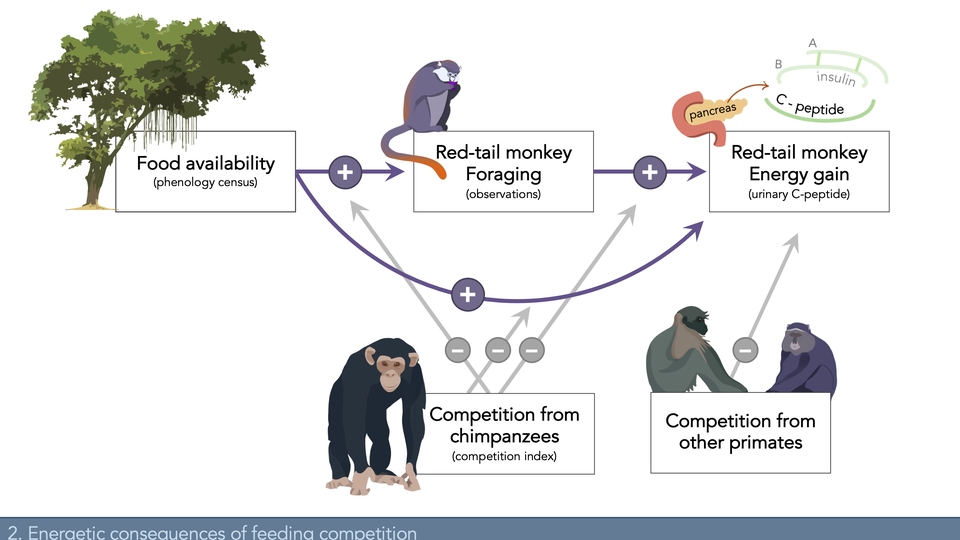 A
B
insulin
C - peptide
pancreas
Food availability
(phenology census)
+
Red-tail monkey
Foraging
(observations)
+
Red-tail monkey
Energy gain
(urinary C-peptide)
+
−
−
−
−
Competition from
chimpanzees
(competition index)
Competition from
other primates
2. Energetic consequences of feeding competition